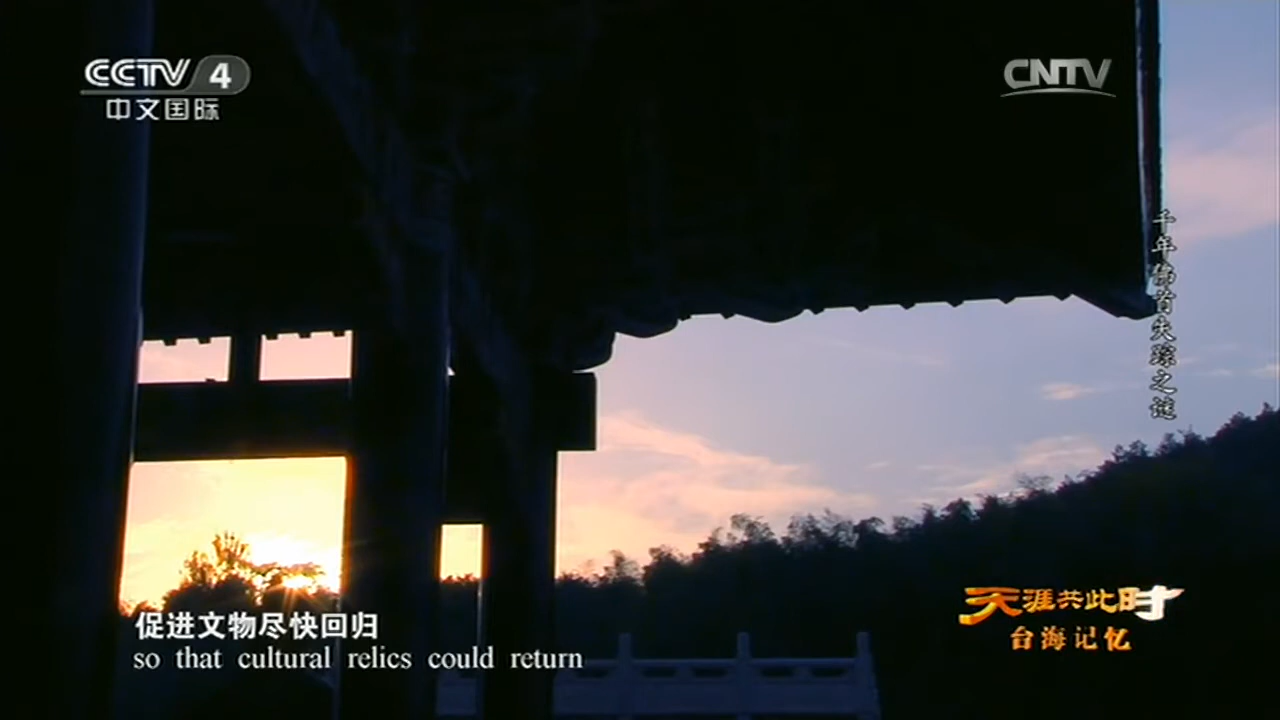 CCTV 4
中文国际
CNTV
千年佛首失踪之谜
天涯共此时
台海记忆
促进文物尽快回归
so that cultural relics could return